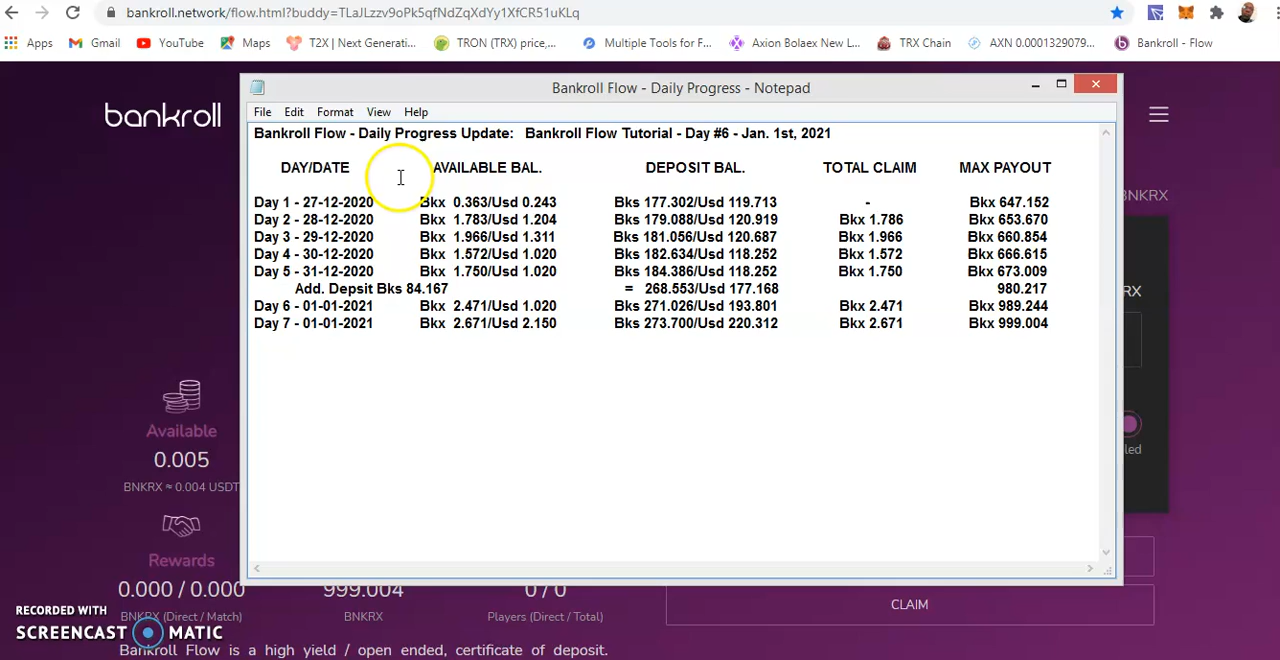 bankroll.network/flow.html?buddy=TLaJLzzv9oPk5qfNdZqXdYy1XfCR51uKLq
Apps Gmail YouTube Maps T2X | Next Generati... TRON (TRX) price,... Multiple Tools for F... Axion Bolaex New L... TRX Chain AXN 0.0001329079... Bankroll - Flow
bankroll
Bankroll Flow - Daily Progress - Notepad
File Edit Format View Help
Bankroll Flow - Daily Progress Update: Bankroll Flow Tutorial - Day #6 - Jan. 1st, 2021
DAY/DATE AVAILABLE BAL. DEPOSIT BAL. TOTAL CLAIM MAX PAYOUT
Day 1 - 27-12-2020 Bkx 0.363/Usd 0.243 Bks 177.302/Usd 119.713 - Bkx 647.152
Day 2 - 28-12-2020 Bkx 1.783/Usd 1.204 Bks 179.088/Usd 120.919 Bkx 1.786 Bkx 653.670
Day 3 - 29-12-2020 Bkx 1.966/Usd 1.311 Bks 181.056/Usd 120.687 Bkx 1.966 Bkx 660.854
Day 4 - 30-12-2020 Bkx 1.572/Usd 1.020 Bks 182.634/Usd 118.252 Bkx 1.572 Bkx 666.615
Day 5 - 31-12-2020 Bkx 1.750/Usd 1.020 Bks 184.386/Usd 118.252 Bkx 1.750 Bkx 673.009
Add. Depsit Bks 84.167 = 268.553/Usd 177.168 980.217
Day 6 - 01-01-2021 Bkx 2.471/Usd 1.020 Bks 271.026/Usd 193.801 Bkx 2.471 Bkx 989.244
Day 7 - 01-01-2021 Bkx 2.671/Usd 2.150 Bks 273.700/Usd 220.312 Bkx 2.671 Bkx 999.004
NKRX
RX
led
Available
0.005
BNKRX ≈ 0.004 USDT
Rewards
0.000 / 0.000 999.004 0 / 0
BNKRX (Direct / Match) BNKRX Players (Direct / Total)
CLAIM
RECORDED WITH
SCREENCAST MATIC
Bankroll Flow is a high yield / open ended, certificate of deposit.